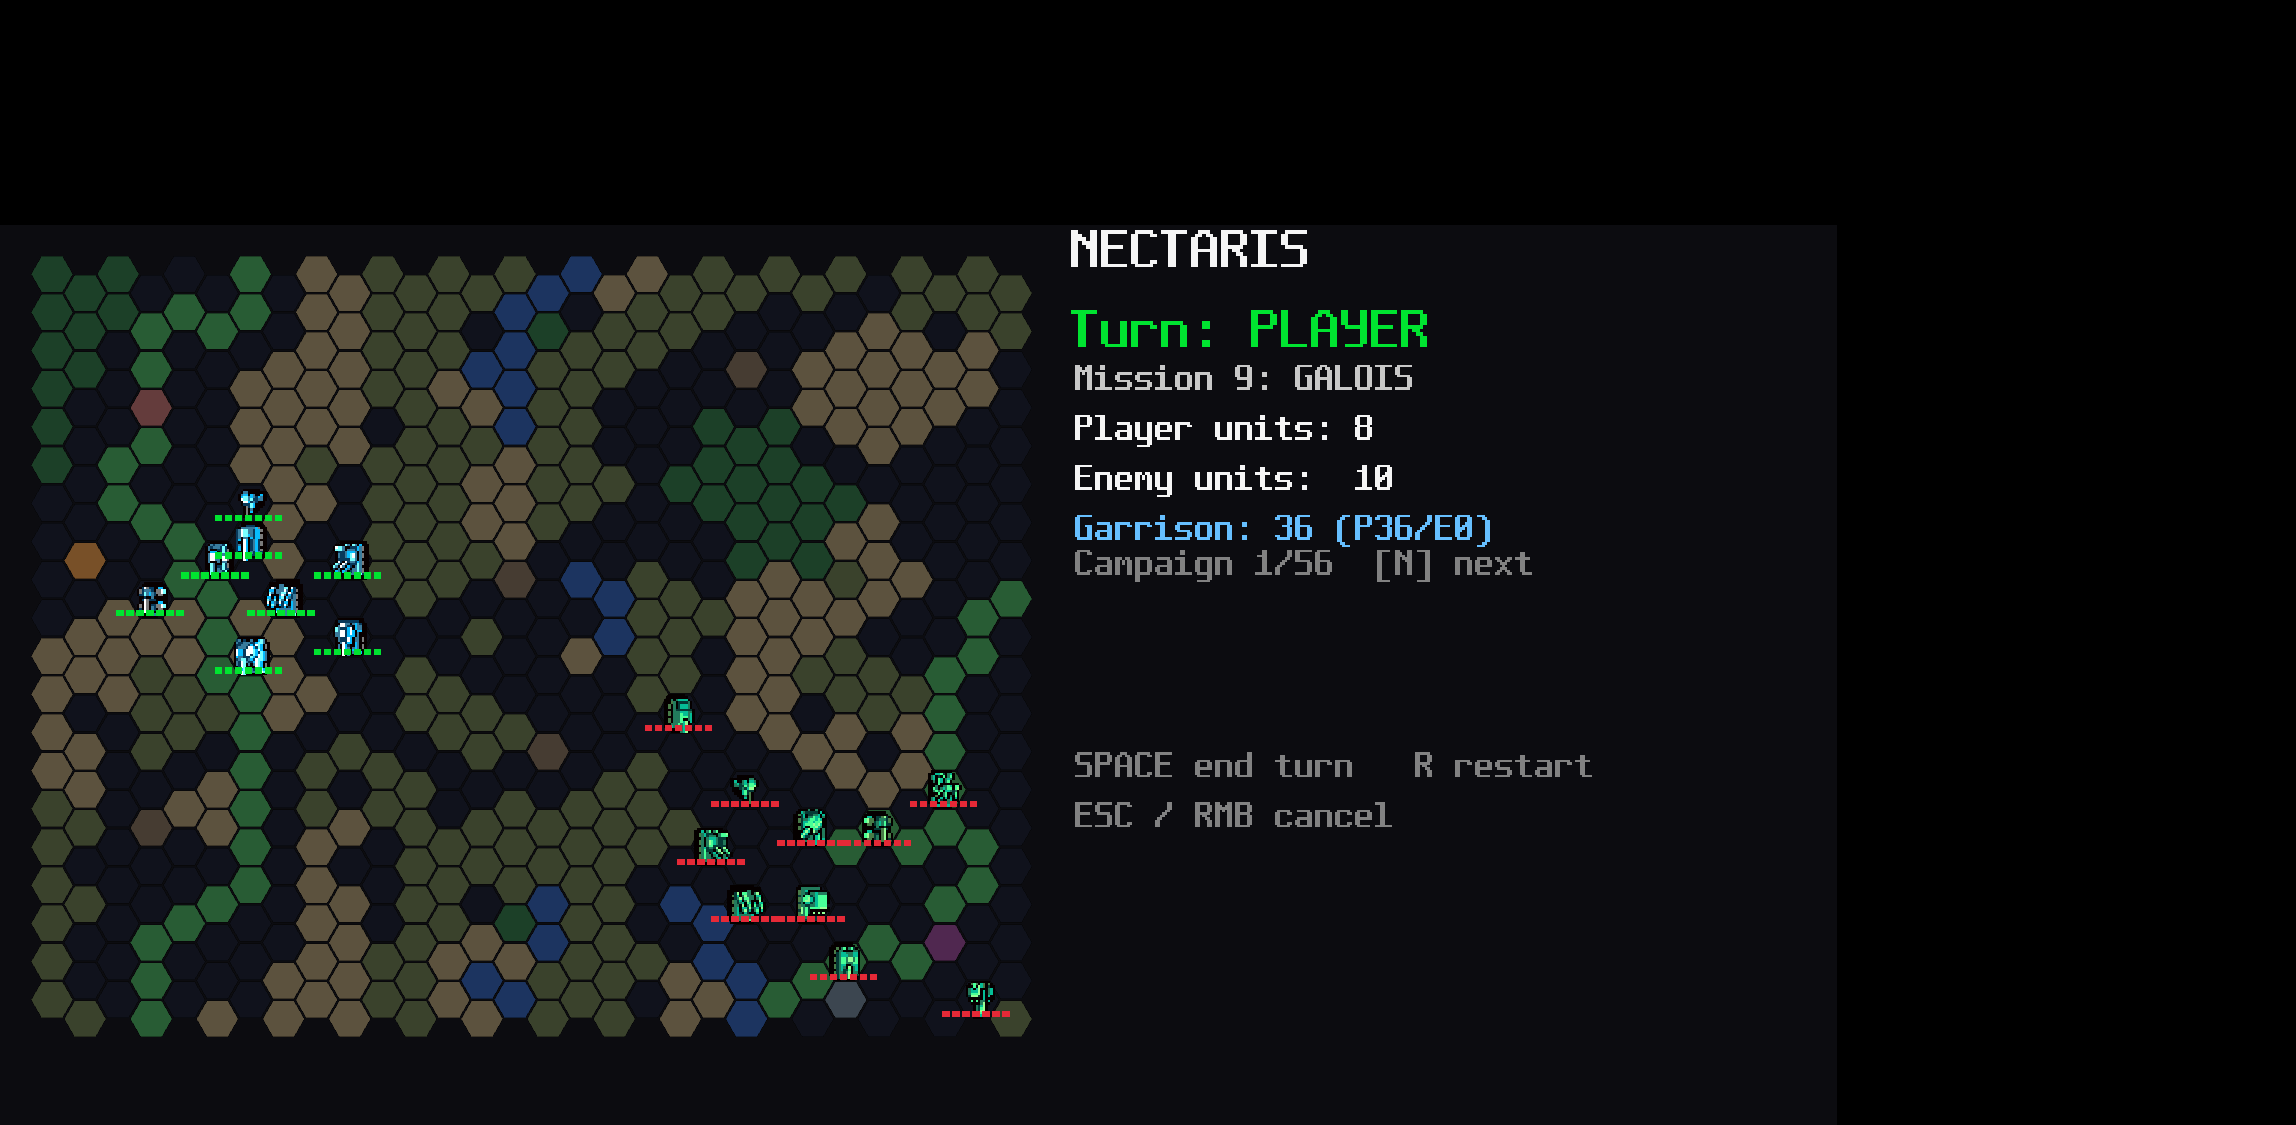 NECTARIS
Turn: PLAYER
Mission 9: GALOIS
Player units: 8
Enemy units:  10
Garrison: 36 (P36/E0)
Campaign 1/56  [N] next
SPACE end turn   R restart
ESC / RMB cancel